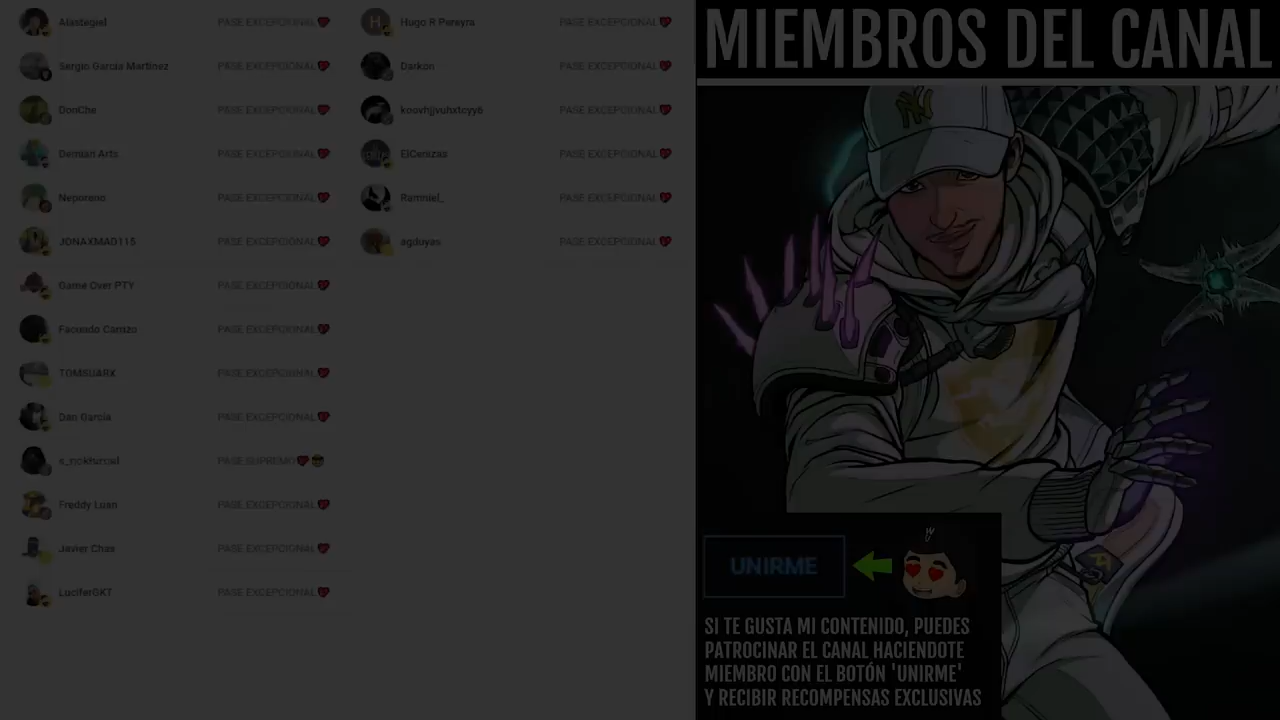 Alastegiel PASE EXCEPCIONAL
Sergio Garcia Martinez PASE EXCEPCIONAL
DonChe PASE EXCEPCIONAL
Demian Arts PASE EXCEPCIONAL
Neporeno PASE EXCEPCIONAL
JONAXMAD115 PASE EXCEPCIONAL
Game Over PTY PASE EXCEPCIONAL
Facundo Carrizo PASE EXCEPCIONAL
TOMSUARX PASE EXCEPCIONAL
Dan Garcia PASE EXCEPCIONAL
PASE SUPREMO
Freddy Luan PASE EXCEPCIONAL
Javier Chas PASE EXCEPCIONAL
LuciferGKT PASE EXCEPCIONAL
H
Hugo R Pereyra PASE EXCEPCIONAL
Darkon PASE EXCEPCIONAL
PASE EXCEPCIONAL
ElCenizas PASE EXCEPCIONAL
Ramniel_ PASE EXCEPCIONAL
agduyas PASE EXCEPCIONAL
MIEMBROS DEL CANAL
NY
UNIRME
SI TE GUSTA MI CONTENIDO, PUEDES
PATROCINAR EL CANAL HACIENDOTE
MIEMBRO CON EL BOTÓN 'UNIRME'
Y RECIBIR RECOMPENSAS EXCLUSIVAS